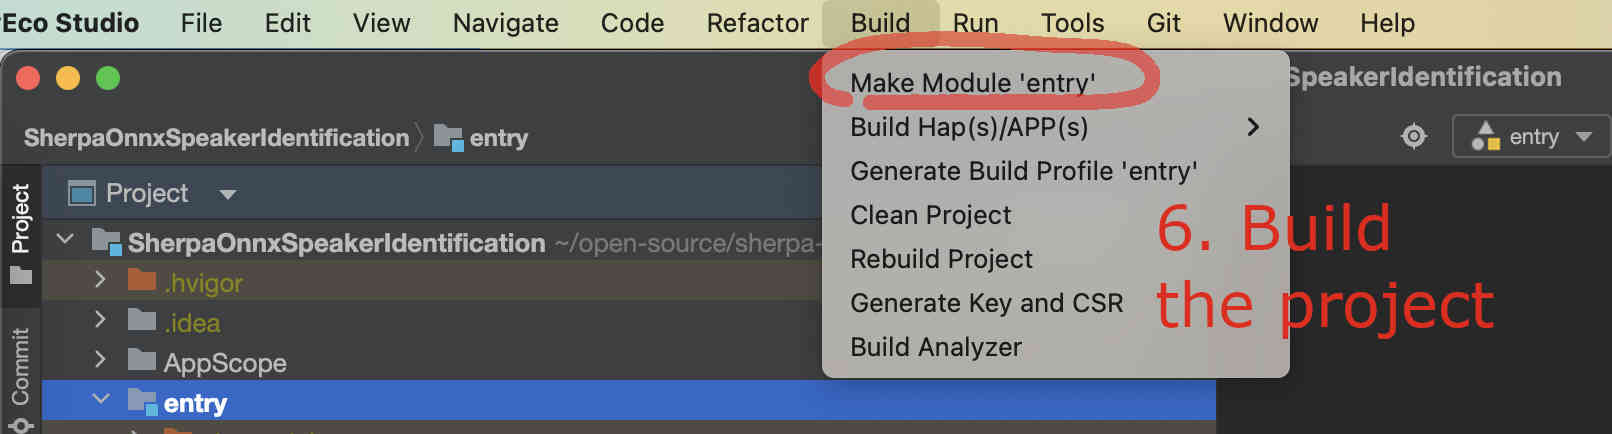 Eco Studio File Edit View Navigate Code Refactor Build Run Tools Git Window Help
Make Module 'entry'
SpeakerIdentification
Build Hap(s)/APP(s)
SherpaOnnxSpeakerIdentification entry
entry
Generate Build Profile 'entry'
Project
Project
Clean Project
6. Build
the project
SherpaOnnxSpeakerIdentification ~/open-source/sherpa-
Rebuild Project
.hvigor
Generate Key and CSR
.idea
Build Analyzer
AppScope
Commit
entry